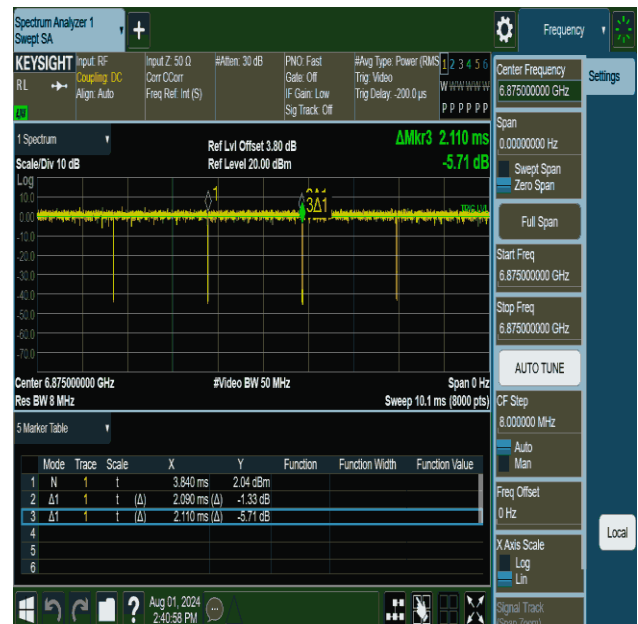 Spectrum Analyzer 1
Swept SA
+
Frequency
KEYSIGHT
RL
Input: RF
Coupling: DC
Align: Auto
Input Z: 50 Ω
Corr CCorr
Freq Ref: Int (S)
#Atten: 30 dB
PNO: Fast
Gate: Off
IF Gain: Low
Sig Track: Off
#Avg Type: Power (RMS
Trig: Video
Trig Delay: -200.0 µs
1 2 3 4 5 6
W W W W W W
P P P P P P
1 Spectrum
Scale/Div 10 dB
Ref Lvl Offset 3.80 dB
Ref Level 20.00 dBm
ΔMkr3 2.110 ms
-5.71 dB
Log
10.0
0.00
-10.0
-20.0
-30.0
-40.0
-50.0
-60.0
-70.0
1
3Δ1
TRIG LVL
Center 6.875000000 GHz
Res BW 8 MHz
#Video BW 50 MHz
Span 0 Hz
Sweep 10.1 ms (8000 pts)
5 Marker Table
Mode Trace Scale X Y Function Function Width Function Value
1 N 1 t 3.840 ms 2.04 dBm
2 Δ1 1 t (Δ) 2.090 ms (Δ) -1.33 dB
3 Δ1 1 t (Δ) 2.110 ms (Δ) -5.71 dB
4
5
6
?
Aug 01, 2024
2:40:58 PM
Center Frequency
6.875000000 GHz
Span
0.00000000 Hz
Swept Span
Zero Span
Full Span
Start Freq
6.875000000 GHz
Stop Freq
6.875000000 GHz
AUTO TUNE
CF Step
8.000000 MHz
Auto
Man
Freq Offset
0 Hz
X Axis Scale
Log
Lin
Signal Track
(Span Zoom)
Settings
Local